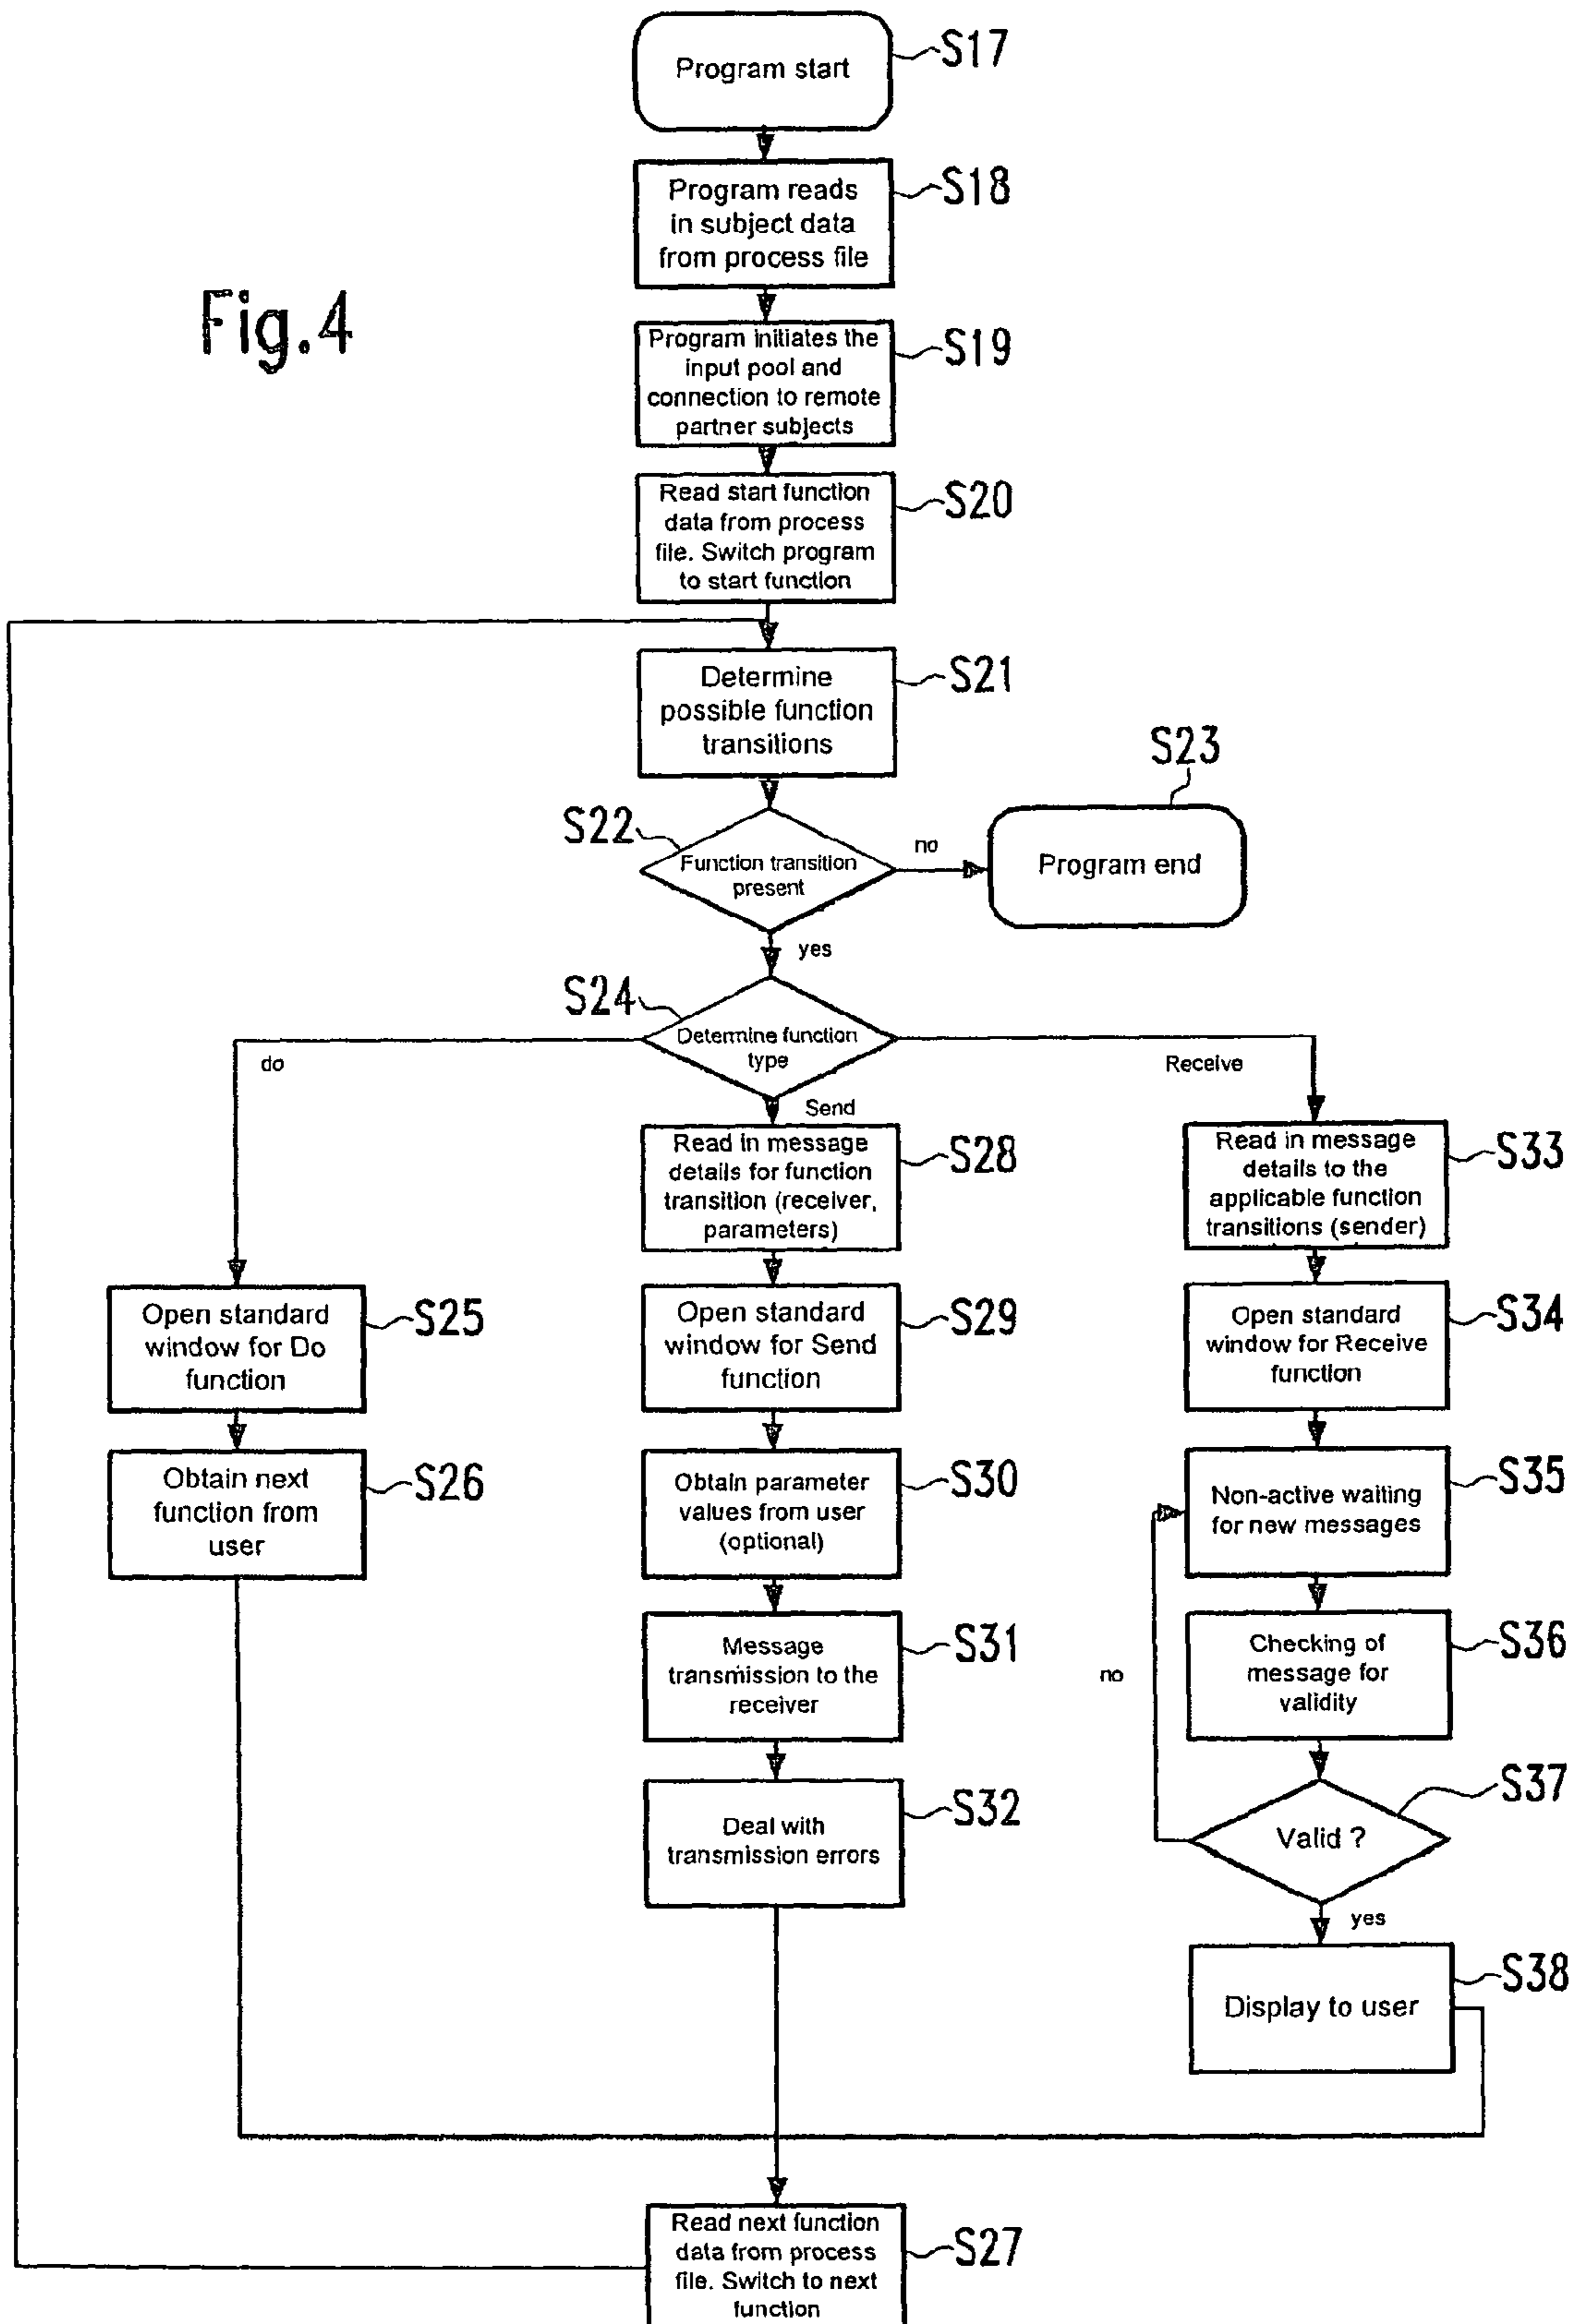 Fig.4
Program start
S17
Program reads
in subject data
from process file
S18
Program initiates the
input pool and
connection to remote
partner subjects
S19
Read start function
data from process
file. Switch program
to start function
S20
Determine
possible function
transitions
S21
S22
Function transition
present
no
S23
Program end
yes
S24
Determine function
type
do
Send
Receive
Read in message
details for function
transition (receiver,
parameters)
S28
Read in message
details to the
applicable function
transitions (sender)
S33
Open standard
window for Do
function
S25
Open standard
window for Send
function
S29
Open standard
window for Receive
function
S34
Obtain next
function from
user
S26
Obtain parameter
values from user
(optional)
S30
Non-active waiting
for new messages
S35
Message
transmission to the
receiver
S31
no
Checking of
message for
validity
S36
Deal with
transmission errors
S32
Valid ?
S37
yes
Display to user
S38
Read next function
data from process
file. Switch to next
function
S27